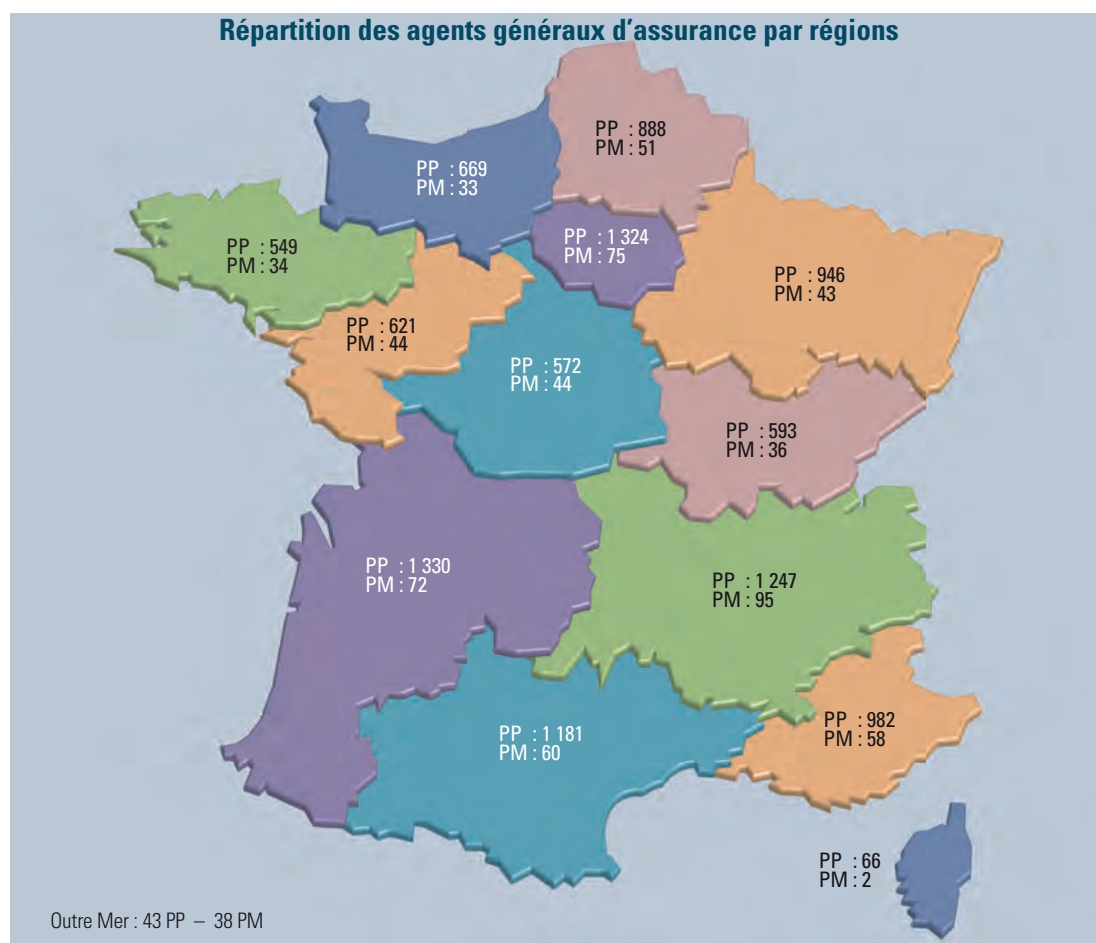 Répartition des agents généraux d’assurance par régions
PP : 888
PM : 51
PP : 669
PM : 33
PP : 1 324
PM : 75
PP : 549
PM : 34
PP : 946
PM : 43
PP : 621
PM : 44
PP : 572
PM : 44
PP : 593
PM : 36
PP : 1 330
PM : 72
PP : 1 247
PM : 95
PP : 982
PM : 58
PP : 1 181
PM : 60
PP : 66
PM : 2
Outre Mer : 43 PP – 38 PM